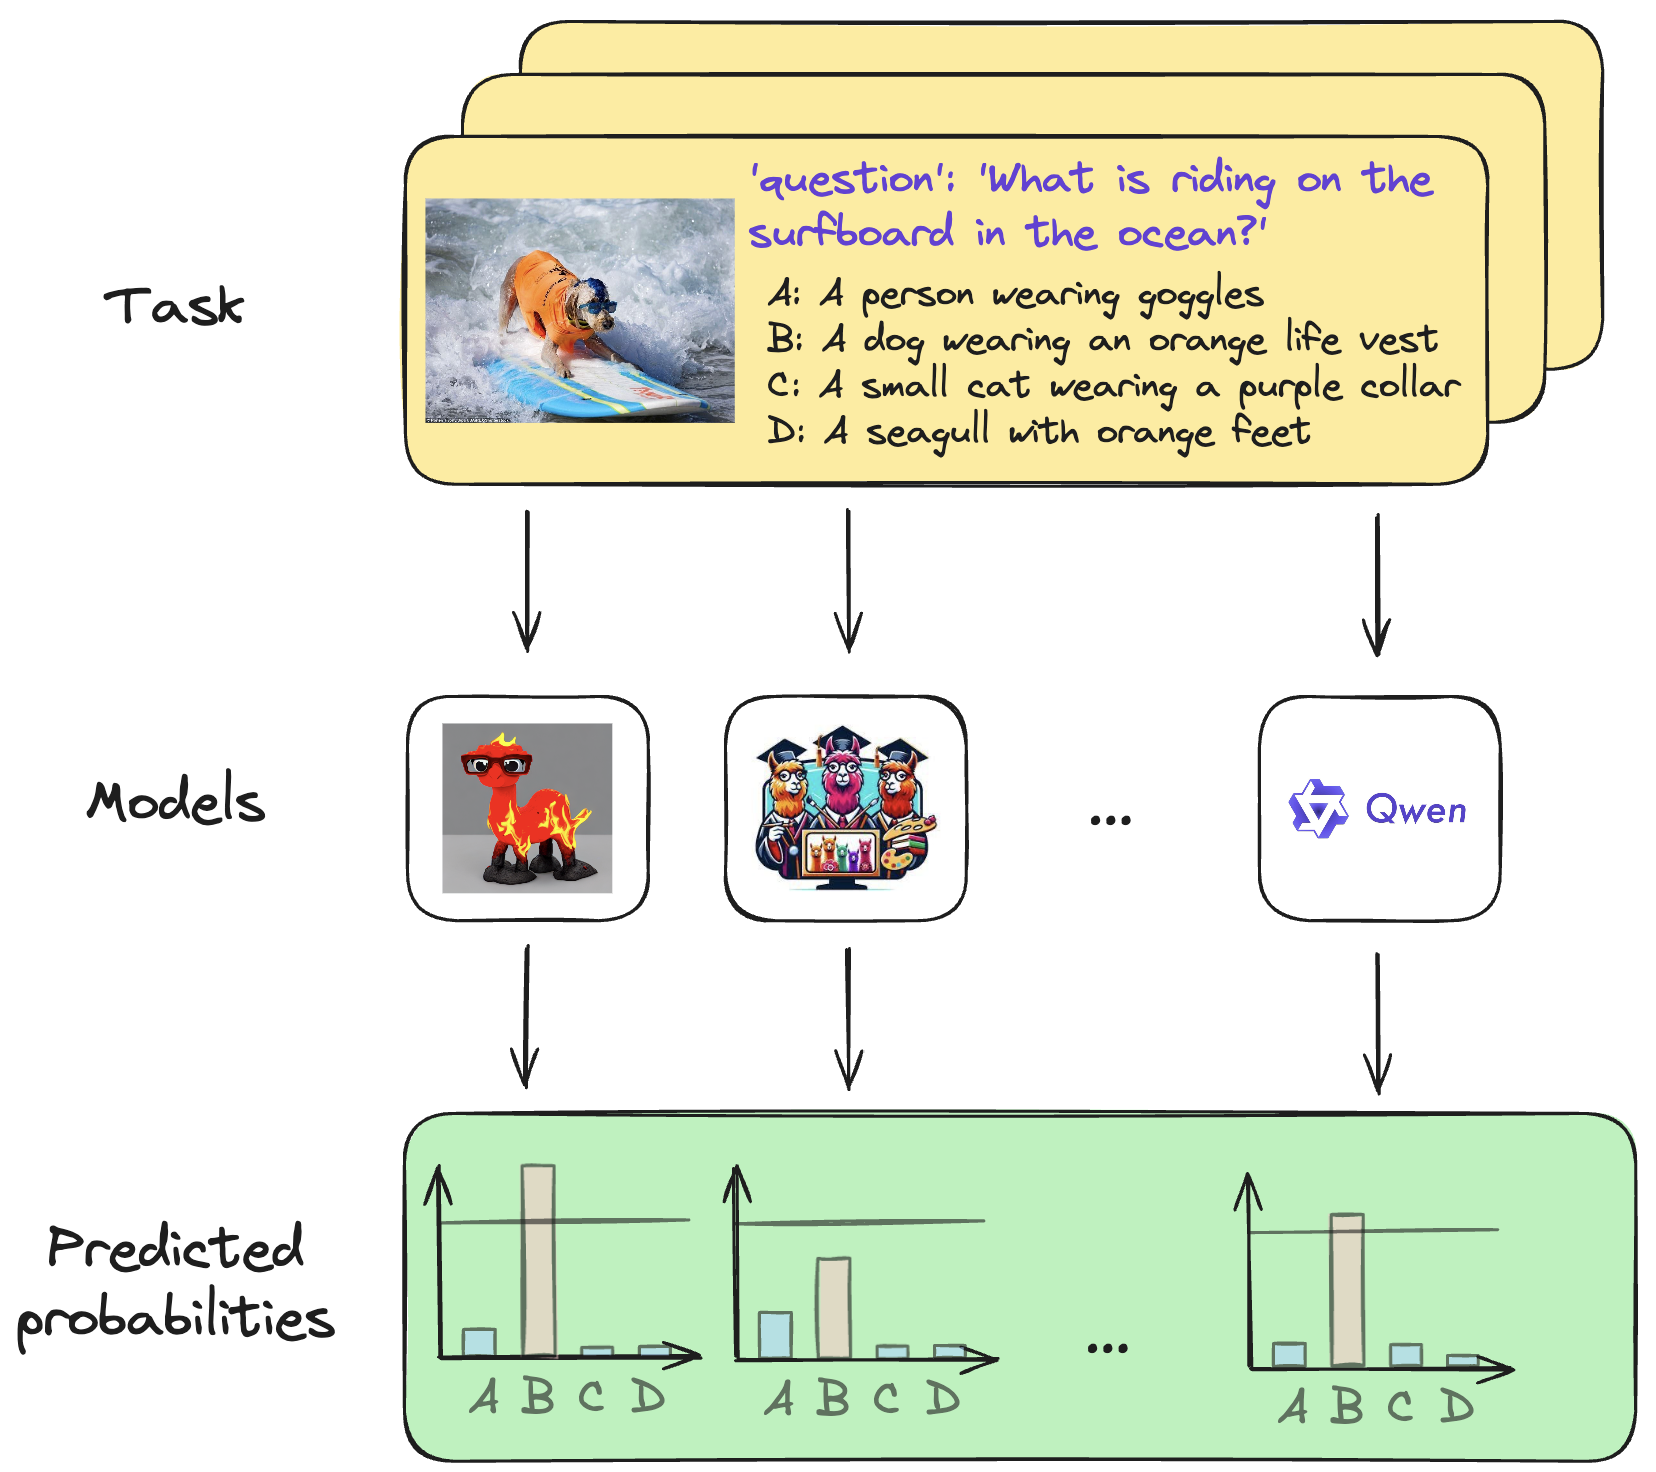 'question': 'What is riding on the
surfboard in the ocean?'
A: A person wearing goggles
B: A dog wearing an orange life vest
C: A small cat wearing a purple collar
D: A seagull with orange feet
Task
Models
...
Qwen
Predicted
probabilities
A B C D
A B C D
...
A B C D